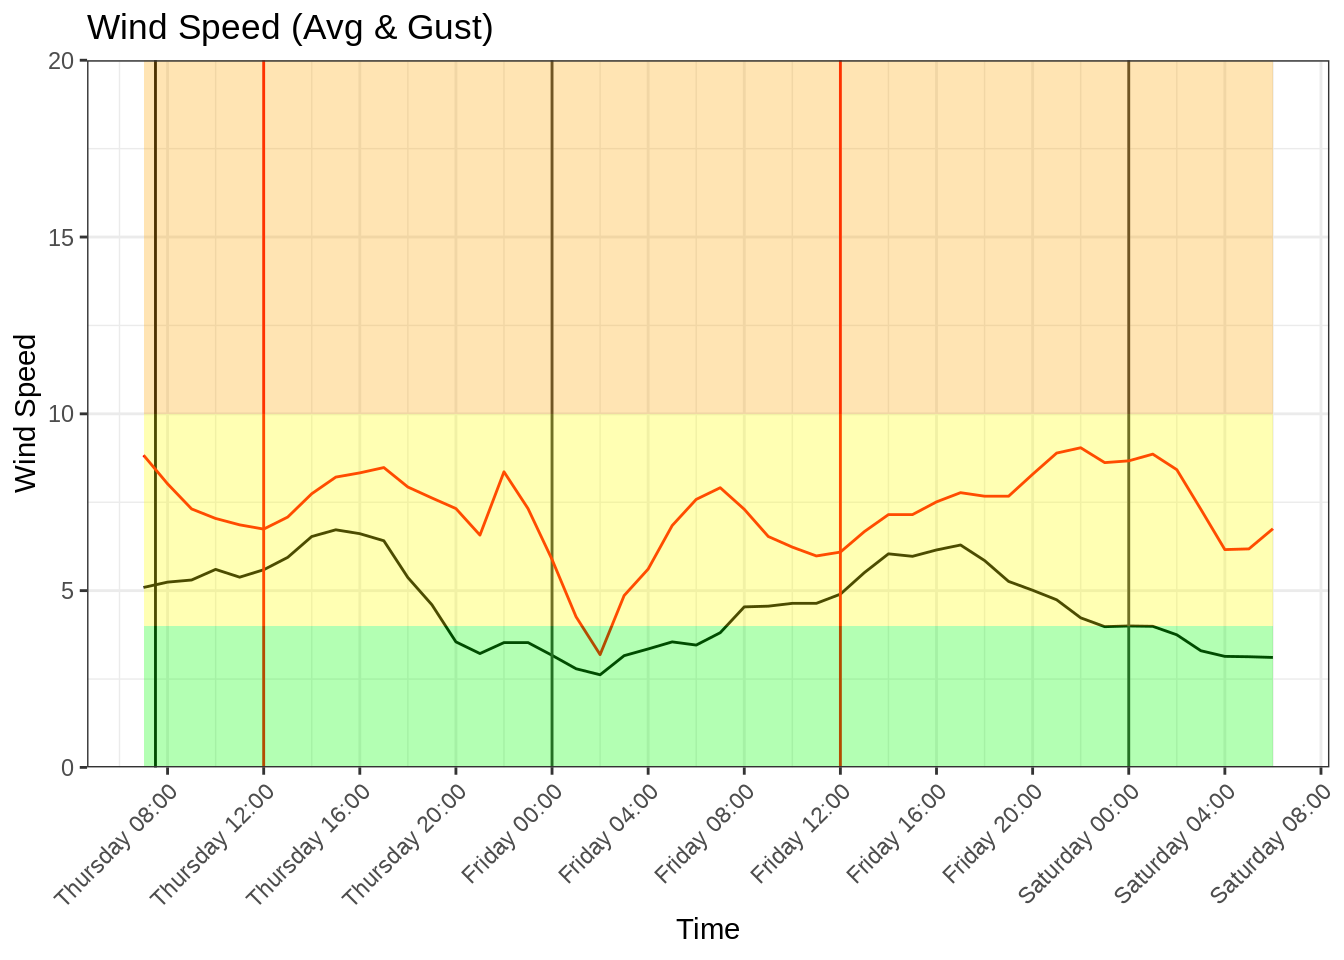 Wind Speed (Avg & Gust)
20
15
10
5
0
Wind Speed
Thursday 08:00
Thursday 12:00
Thursday 16:00
Thursday 20:00
Friday 00:00
Friday 04:00
Friday 08:00
Friday 12:00
Friday 16:00
Friday 20:00
Saturday 00:00
Saturday 04:00
Saturday 08:00
Time